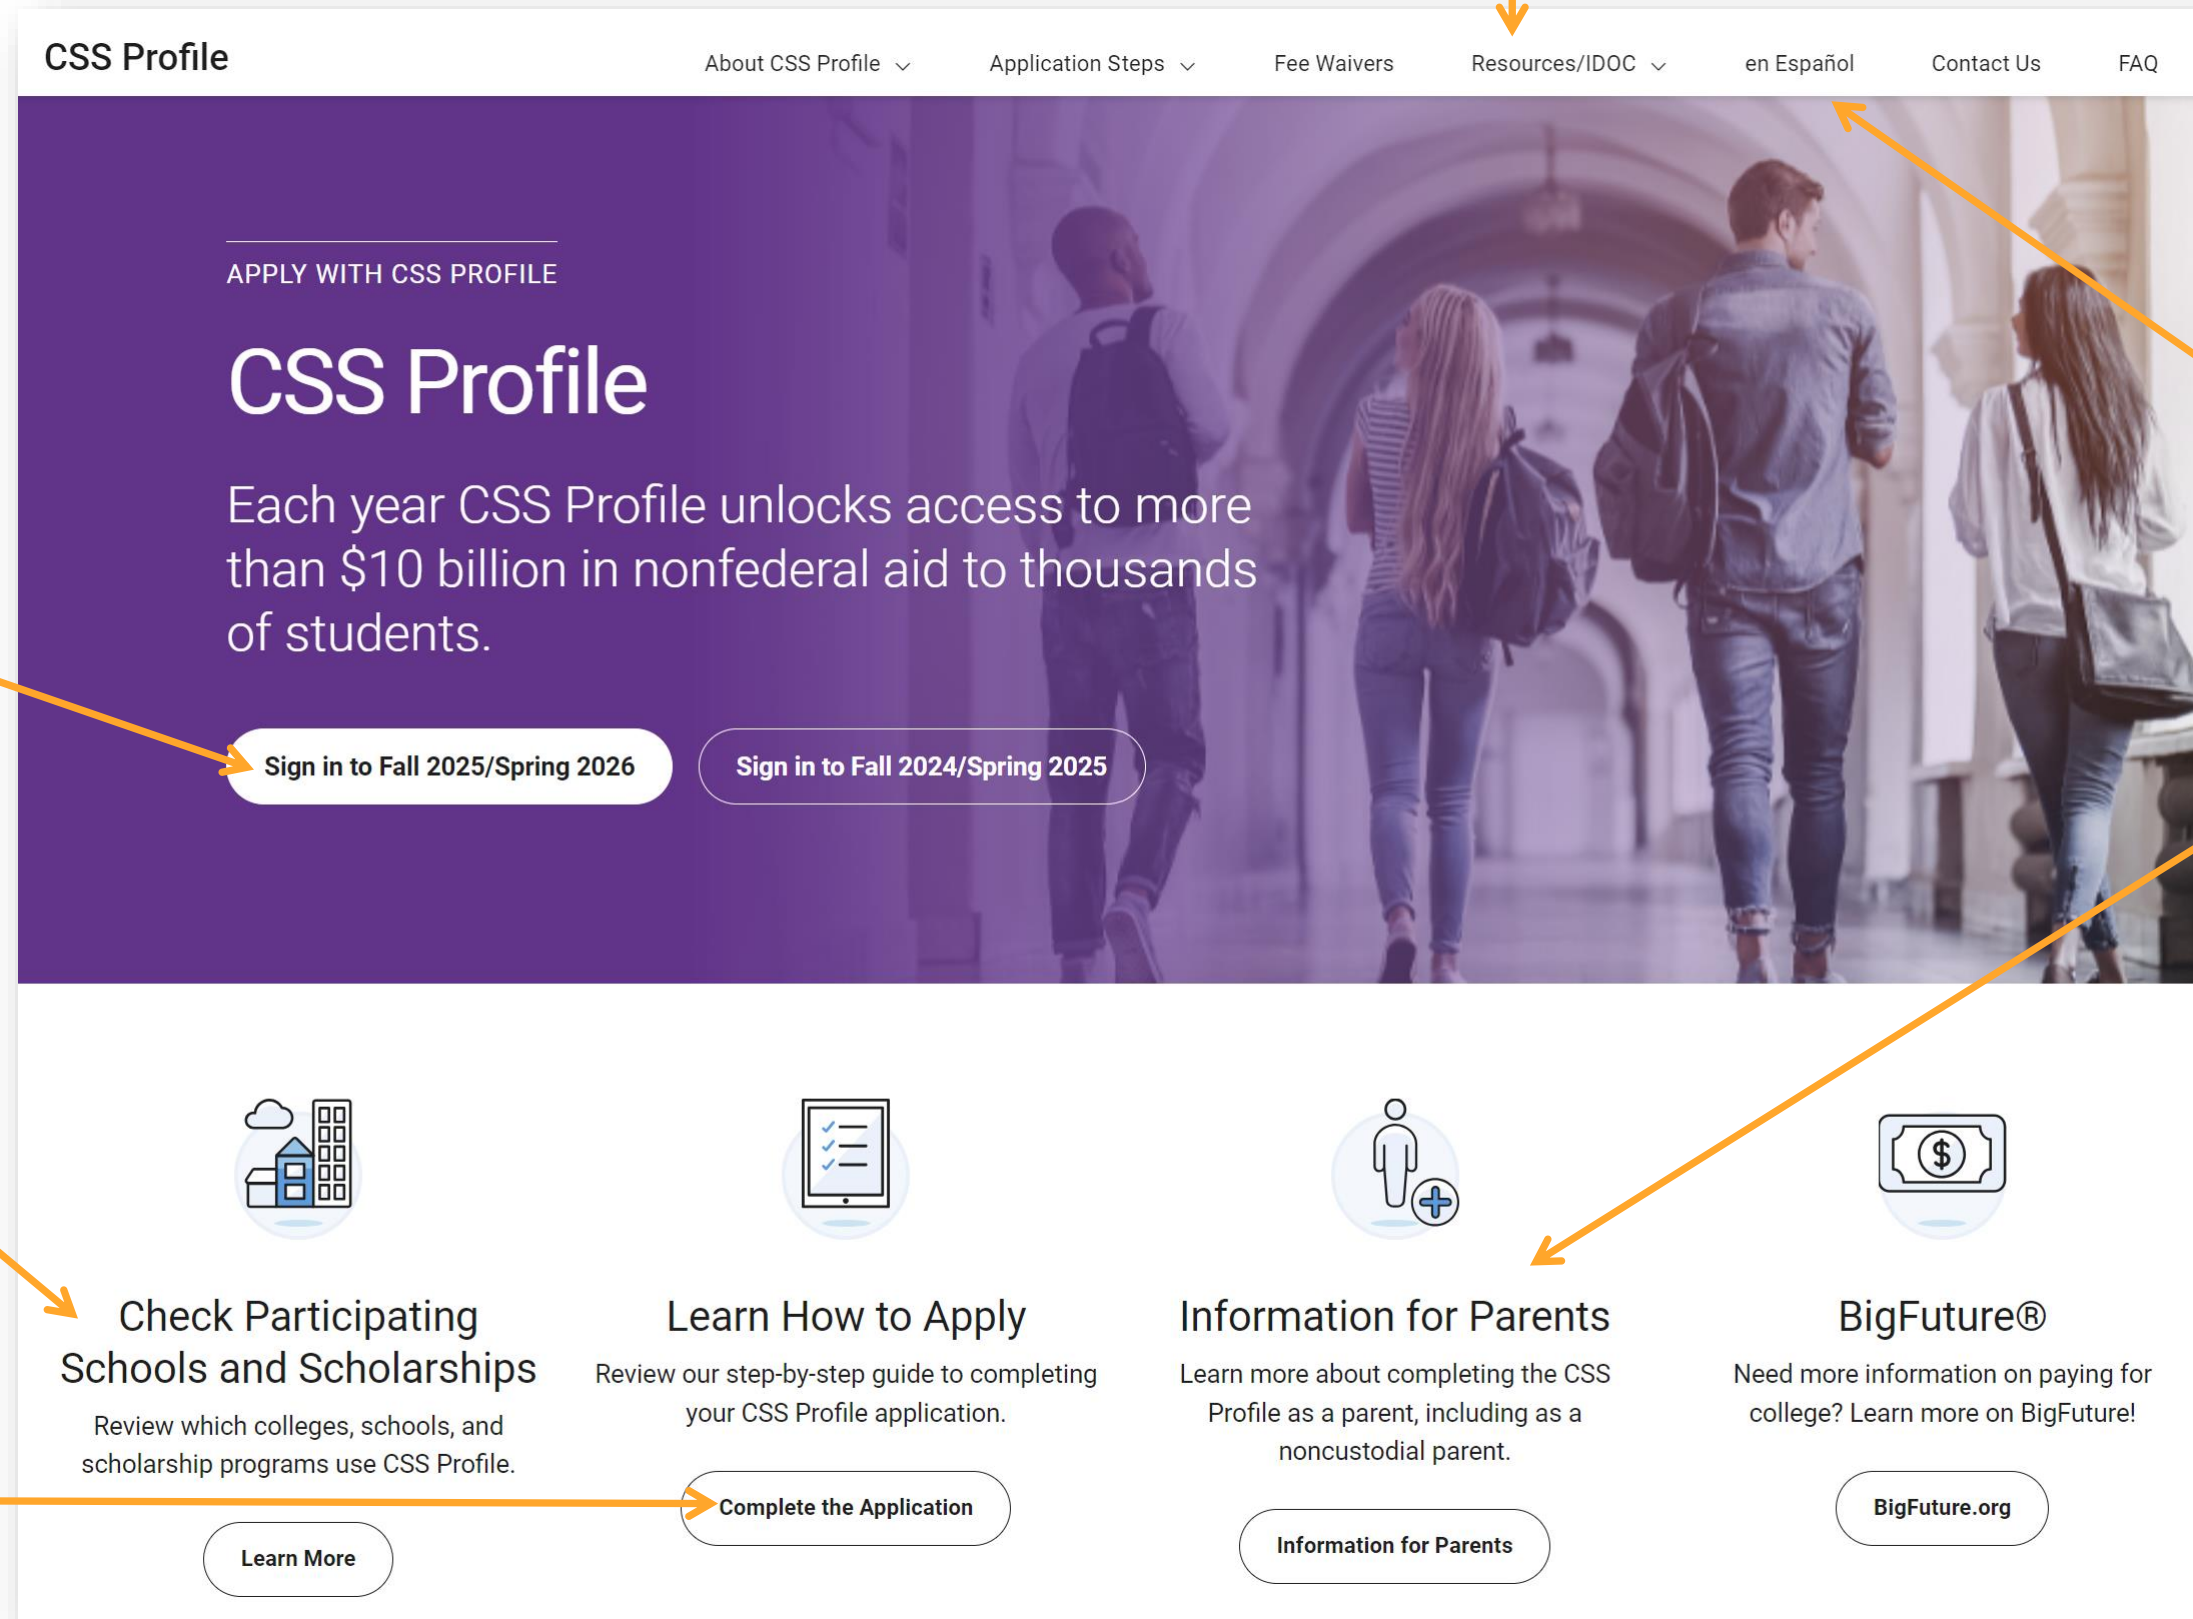 CSS Profile
About CSS Profile
Application Steps
Fee Waivers
Resources/IDOC
en Español
Contact Us
FAQ
APPLY WITH CSS PROFILE
CSS Profile
Each year CSS Profile unlocks access to more
than $10 billion in nonfederal aid to thousands
of students.
Sign in to Fall 2025/Spring 2026
Sign in to Fall 2024/Spring 2025
Check Participating
Schools and Scholarships
Review which colleges, schools, and
scholarship programs use CSS Profile.
Learn More
Learn How to Apply
Review our step-by-step guide to completing
your CSS Profile application.
Complete the Application
Information for Parents
Learn more about completing the CSS
Profile as a parent, including as a
noncustodial parent.
Information for Parents
BigFuture®
Need more information on paying for
college? Learn more on BigFuture!
BigFuture.org